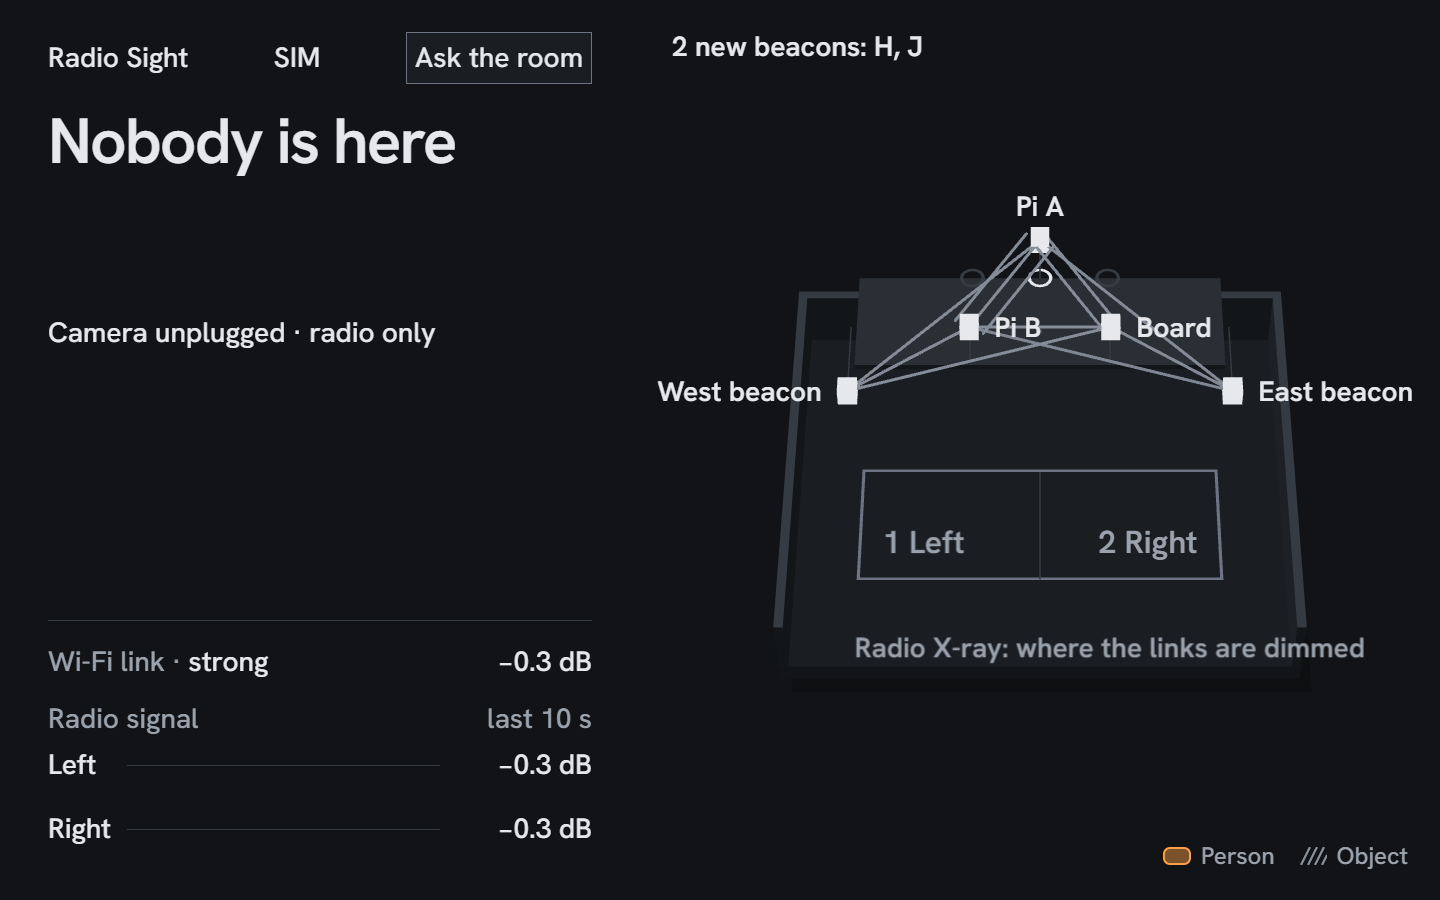 Radio Sight
SIM
Ask the room
2 new beacons: H, J
Nobody is here
Pi A
Camera unplugged · radio only
Pi B
Board
West beacon
East beacon
1 Left
2 Right
Radio X-ray: where the links are dimmed
Wi-Fi link · strong
−0.3 dB
Radio signal
last 10 s
Left
−0.3 dB
Right
−0.3 dB
Person
Object